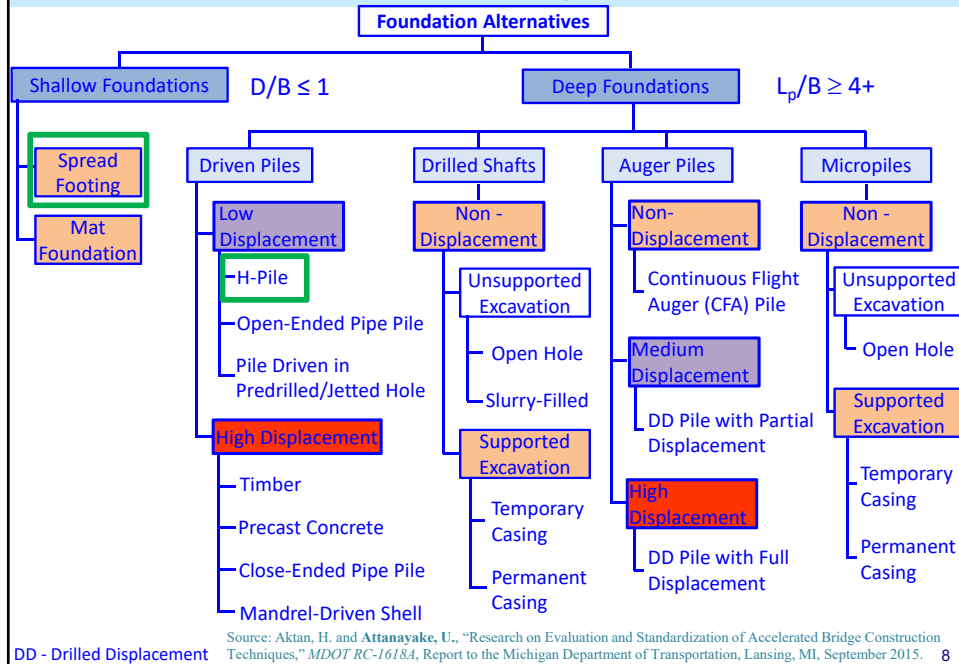 Foundation Alternatives
Shallow Foundations
D/B ≤ 1
Deep Foundations
Lp/B ≥ 4+
Spread
Footing
Mat
Foundation
Driven Piles
Low
Displacement
H-Pile
Open-Ended Pipe Pile
Pile Driven in
Predrilled/Jetted Hole
High Displacement
Timber
Precast Concrete
Close-Ended Pipe Pile
Mandrel-Driven Shell
Drilled Shafts
Non -
Displacement
Unsupported
Excavation
Open Hole
Slurry-Filled
Supported
Excavation
Temporary
Casing
Permanent
Casing
Auger Piles
Non-
Displacement
Continuous Flight
Auger (CFA) Pile
Medium
Displacement
DD Pile with Partial
Displacement
High
Displacement
DD Pile with Full
Displacement
Micropiles
Non -
Displacement
Unsupported
Excavation
Open Hole
Supported
Excavation
Temporary
Casing
Permanent
Casing
DD - Drilled Displacement
Source: Aktan, H. and Attanayake, U., “Research on Evaluation and Standardization of Accelerated Bridge Construction
Techniques,” MDOT RC-1618A, Report to the Michigan Department of Transportation, Lansing, MI, September 2015.
8